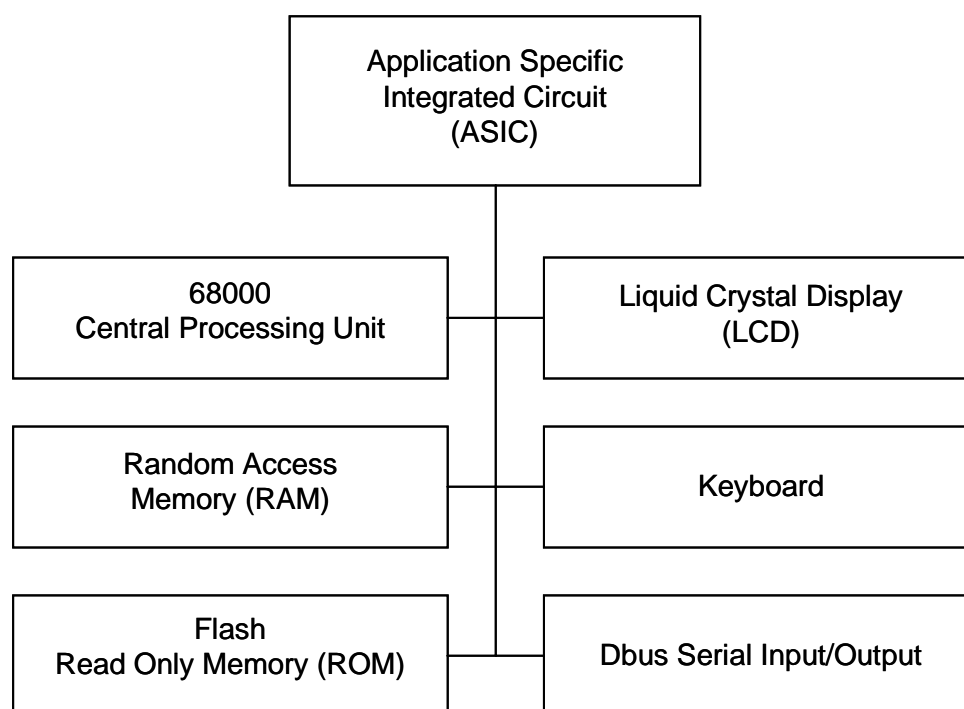 Application Specific
Integrated Circuit
(ASIC)
68000
Central Processing Unit
Liquid Crystal Display
(LCD)
Random Access
Memory (RAM)
Keyboard
Flash
Read Only Memory (ROM)
Dbus Serial Input/Output